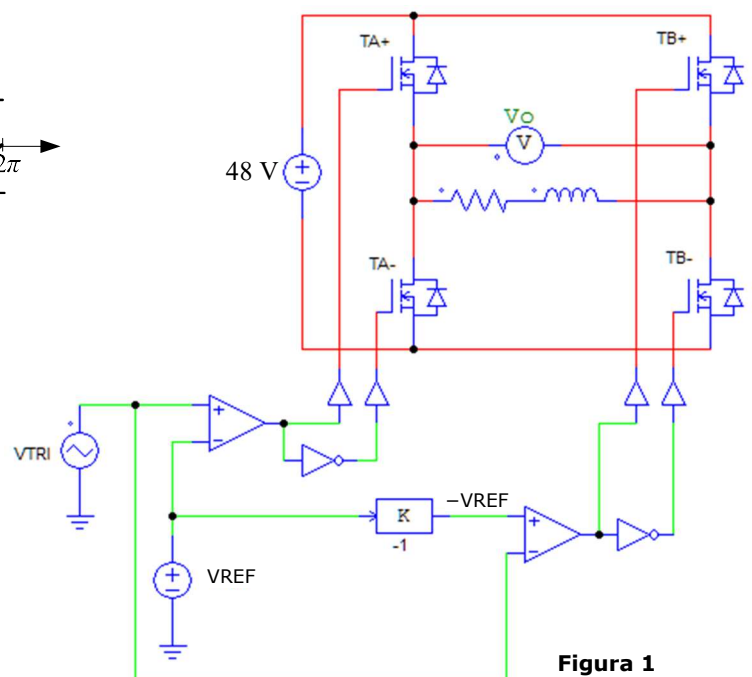 TA+
TB+
Vo
V
2π
48 V
+
−
TA-
TB-
+
−
VTRI
K
−VREF
-1
+
−
+
−
VREF
Figura 1